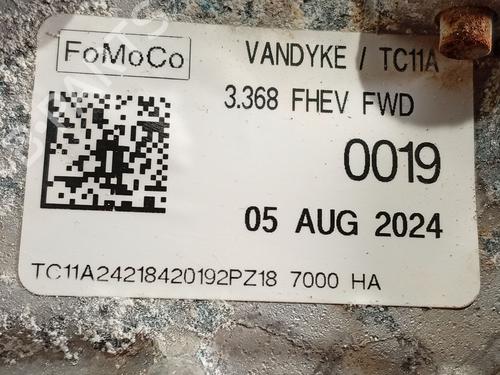 FoMoCo
VANDYKE / TC11A
3.368 FHEV FWD
0019
05 AUG 2024
TC11A24218420192PZ18 7000 HA